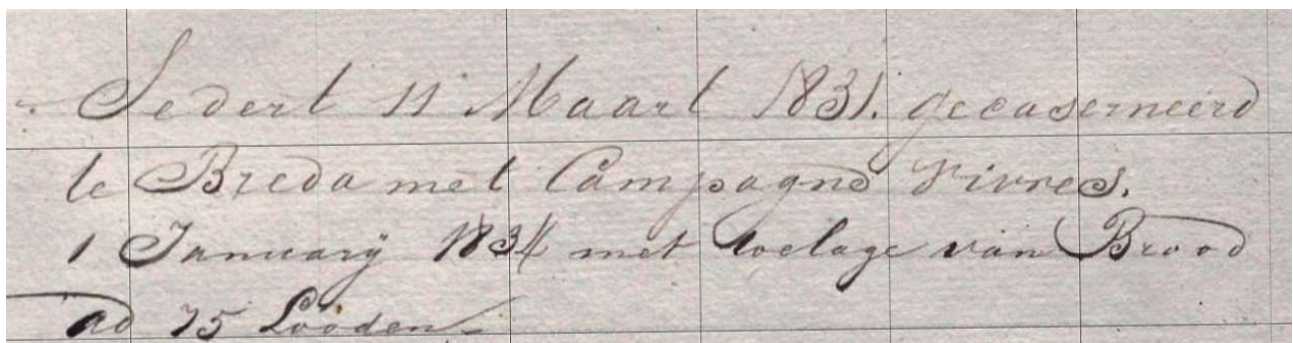 Sedert 11 Maart 1831. gecaserneerd
te Breda met Campagne vivres.
1 January 1834 met toelage van Brood
ad 75 Looden